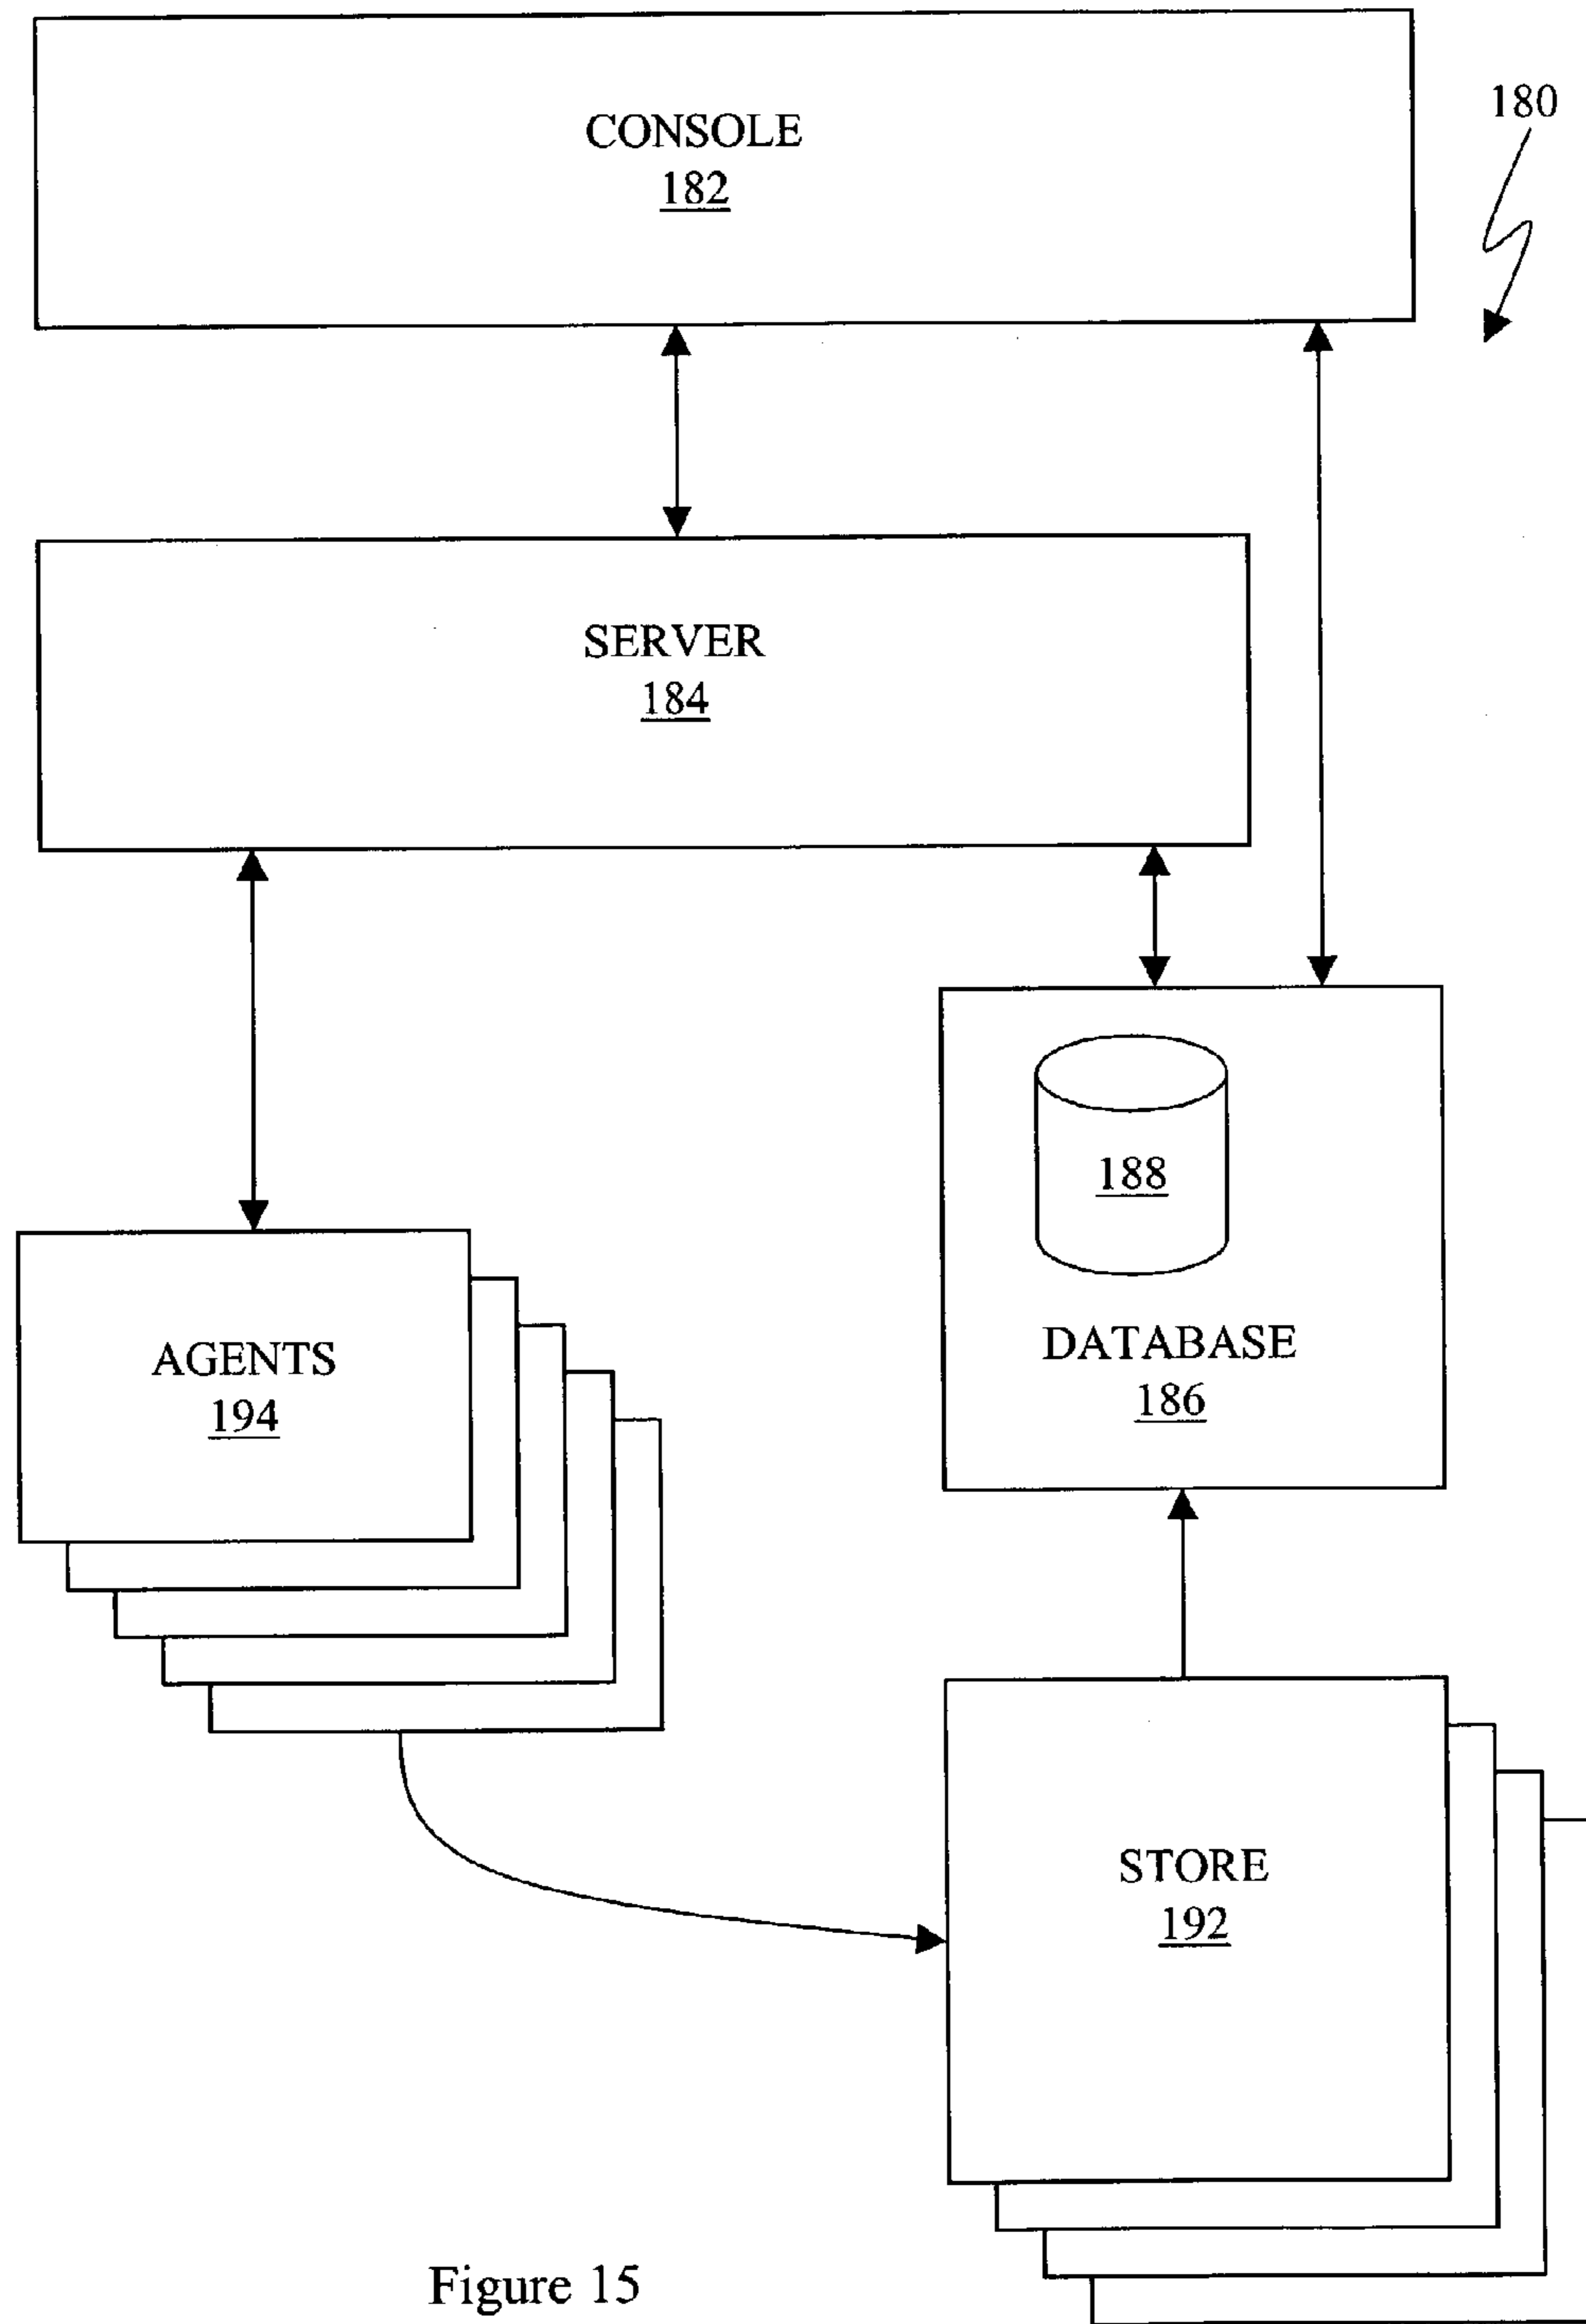 CONSOLE
182
180
SERVER
184
188
DATABASE
186
AGENTS
194
STORE
192
Figure 15